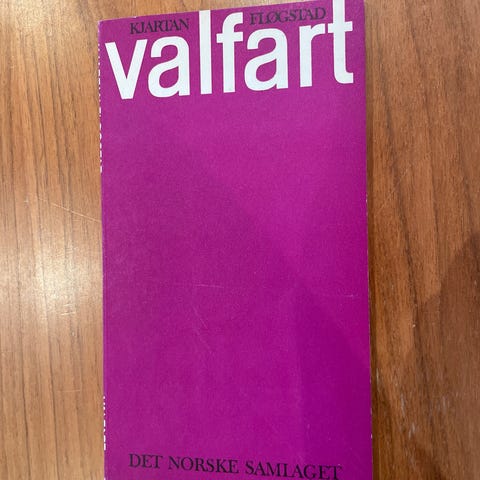 KJARTAN FLØGSTAD
valfart
DET NORSKE SAMLAGET